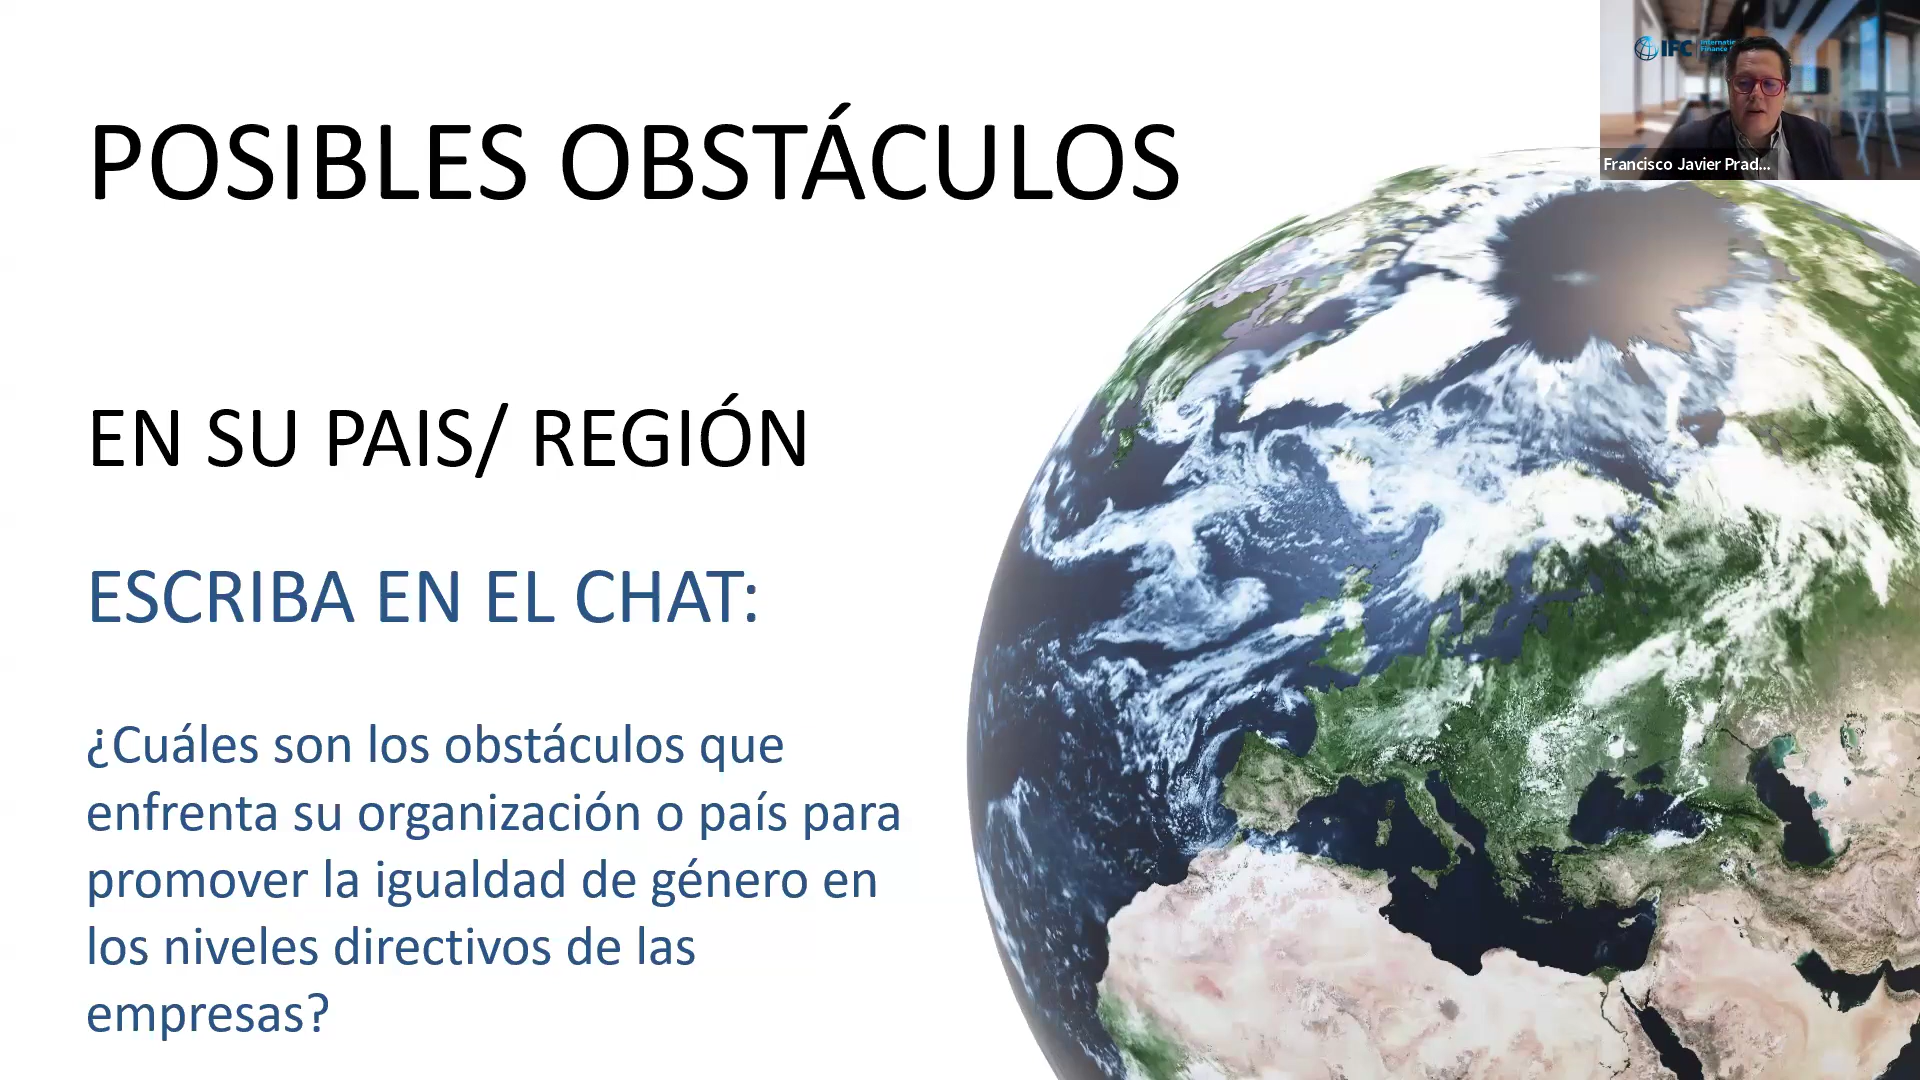 POSIBLES OBSTÁCULOS
EN SU PAIS/ REGIÓN
ESCRIBA EN EL CHAT:
¿Cuáles son los obstáculos que
enfrenta su organización o país para
promover la igualdad de género en
los niveles directivos de las
empresas?
IFC
Francisco Javier Prad...